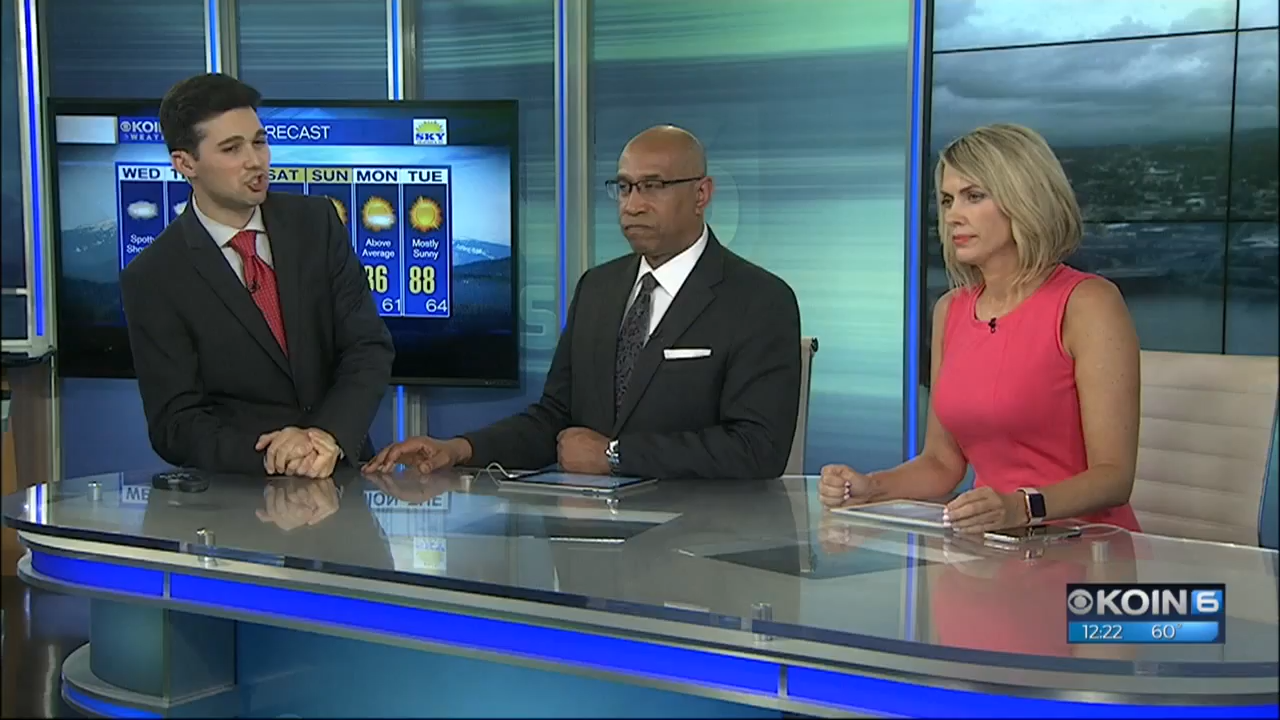 KOIN
RECAST
SKY
WED
SAT
SUN
MON
TUE
Above
Average
Mostly
Sunny
88
61
64
KOIN 6
12:22 60°